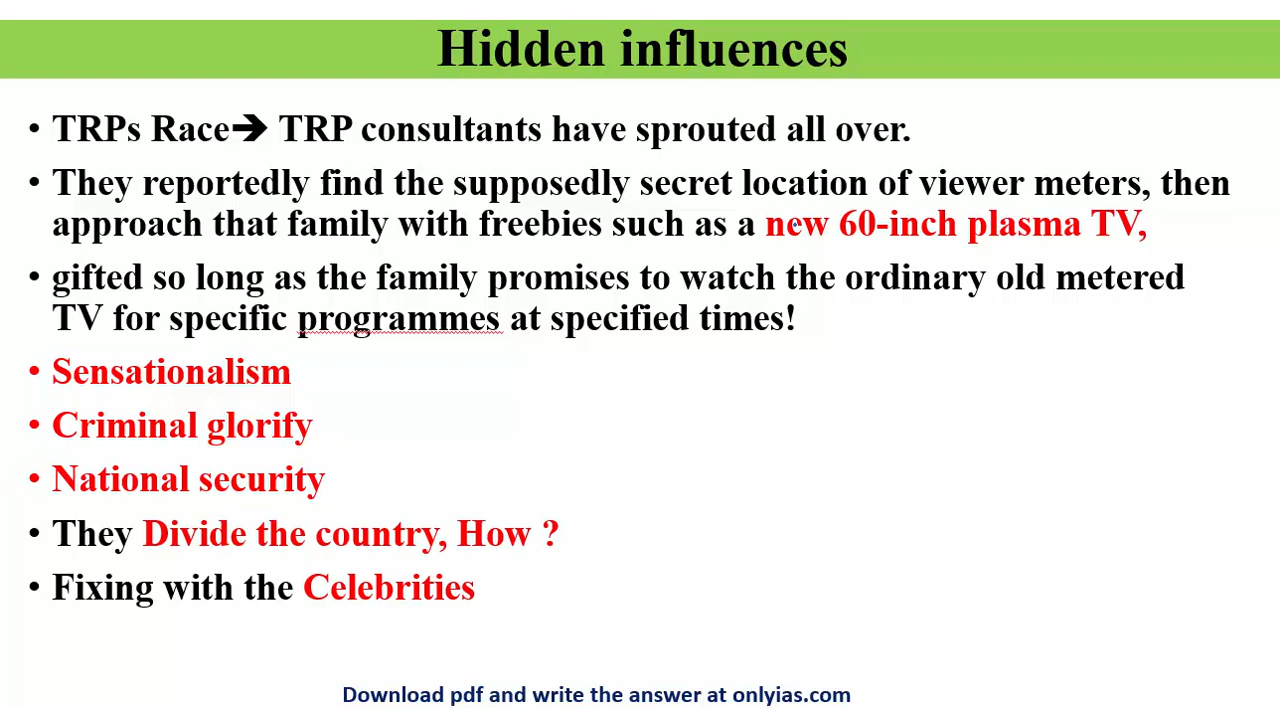 Hidden influences
• TRPs Race➔ TRP consultants have sprouted all over.
• They reportedly find the supposedly secret location of viewer meters, then
approach that family with freebies such as a new 60-inch plasma TV,
• gifted so long as the family promises to watch the ordinary old metered
TV for specific programmes at specified times!
• Sensationalism
• Criminal glorify
• National security
• They Divide the country, How ?
• Fixing with the Celebrities
Download pdf and write the answer at onlyias.com